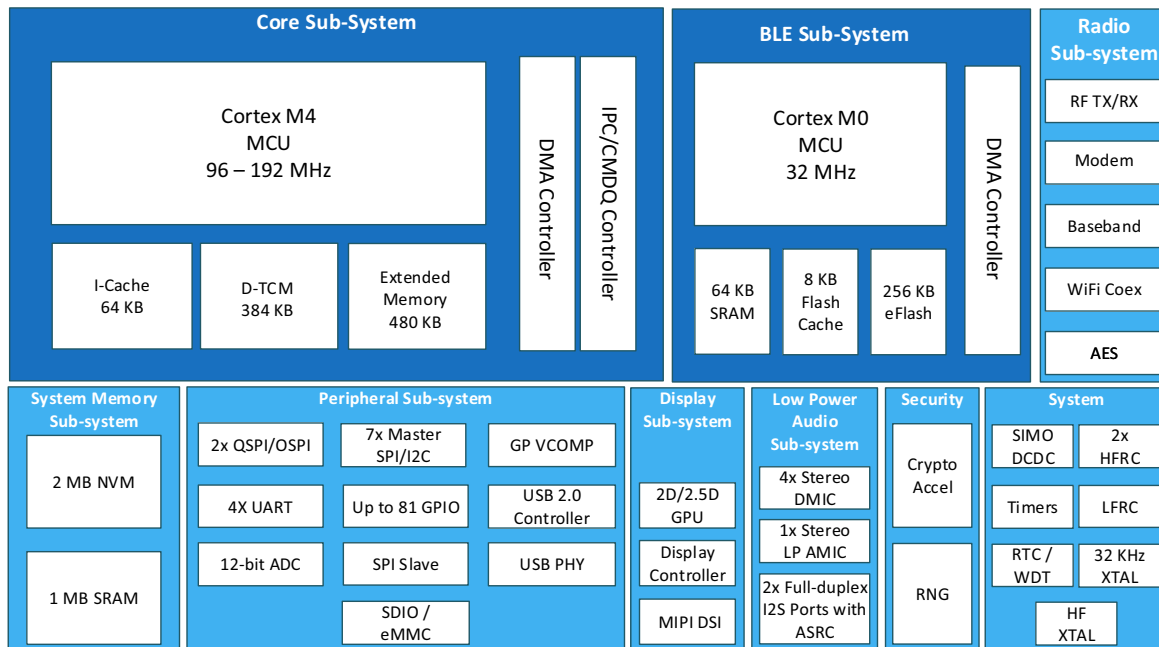 Core Sub-System
Cortex M4
MCU
96 – 192 MHz
I-Cache
64 KB
D-TCM
384 KB
Extended
Memory
480 KB
DMA Controller
IPC/CMDQ Controller
BLE Sub-System
Cortex M0
MCU
32 MHz
64 KB
SRAM
8 KB
Flash
Cache
256 KB
eFlash
DMA Controller
Radio
Sub-system
RF TX/RX
Modem
Baseband
WiFi Coex
AES
System Memory
Sub-system
2 MB NVM
1 MB SRAM
Peripheral Sub-system
2x QSPI/OSPI
7x Master
SPI/I2C
GP VCOMP
4X UART
Up to 81 GPIO
USB 2.0
Controller
12-bit ADC
SPI Slave
USB PHY
SDIO /
eMMC
Display
Sub-system
2D/2.5D
GPU
Display
Controller
MIPI DSI
Low Power
Audio
Sub-system
4x Stereo
DMIC
1x Stereo
LP AMIC
2x Full-duplex
I2S Ports with
ASRC
Security
Crypto
Accel
RNG
System
SIMO
DCDC
2x
HFRC
Timers
LFRC
RTC /
WDT
32 KHz
XTAL
HF
XTAL